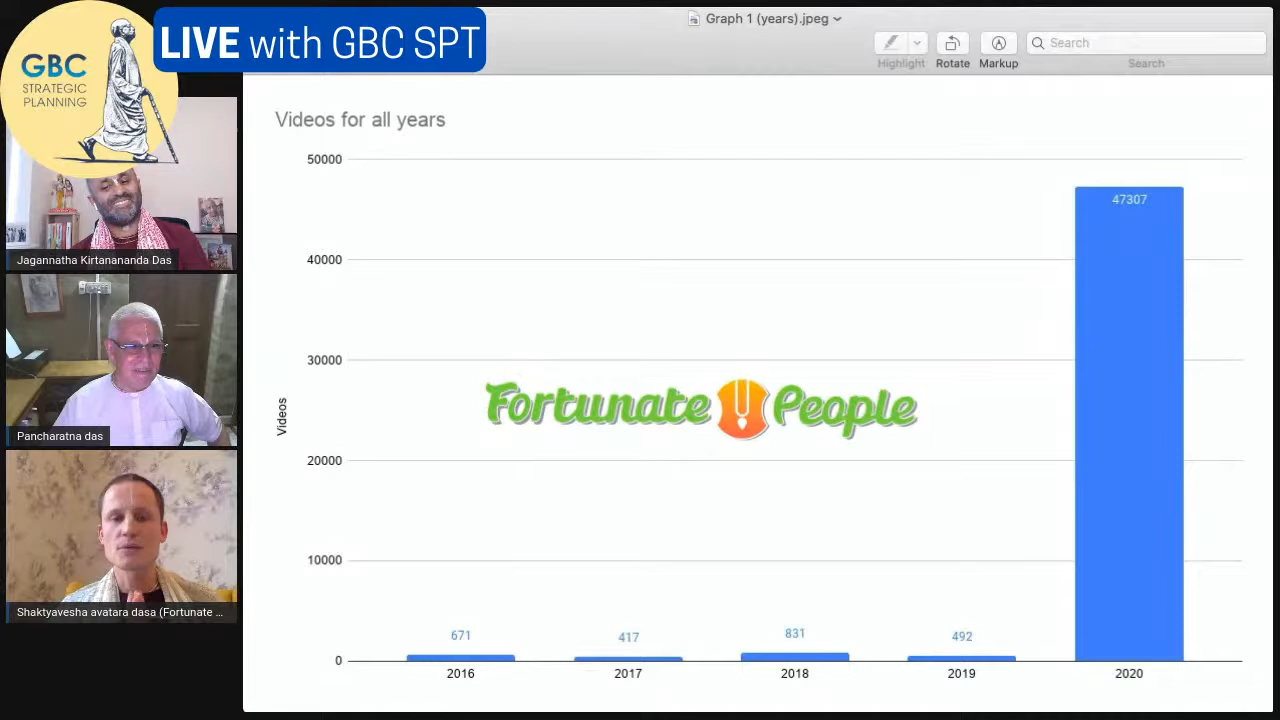 LIVE with GBC SPT
GBC
STRATEGIC
PLANNING
Jagannatha Kirtanananda Das
Pancharatna das
Shaktyavesha avatara dasa (Fortunate ...
Graph 1 (years).jpeg
Search
Highlight
Rotate
Markup
Search
Videos for all years
50000
40000
30000
20000
10000
0
Videos
Fortunate People
671
417
831
492
47307
2016
2017
2018
2019
2020